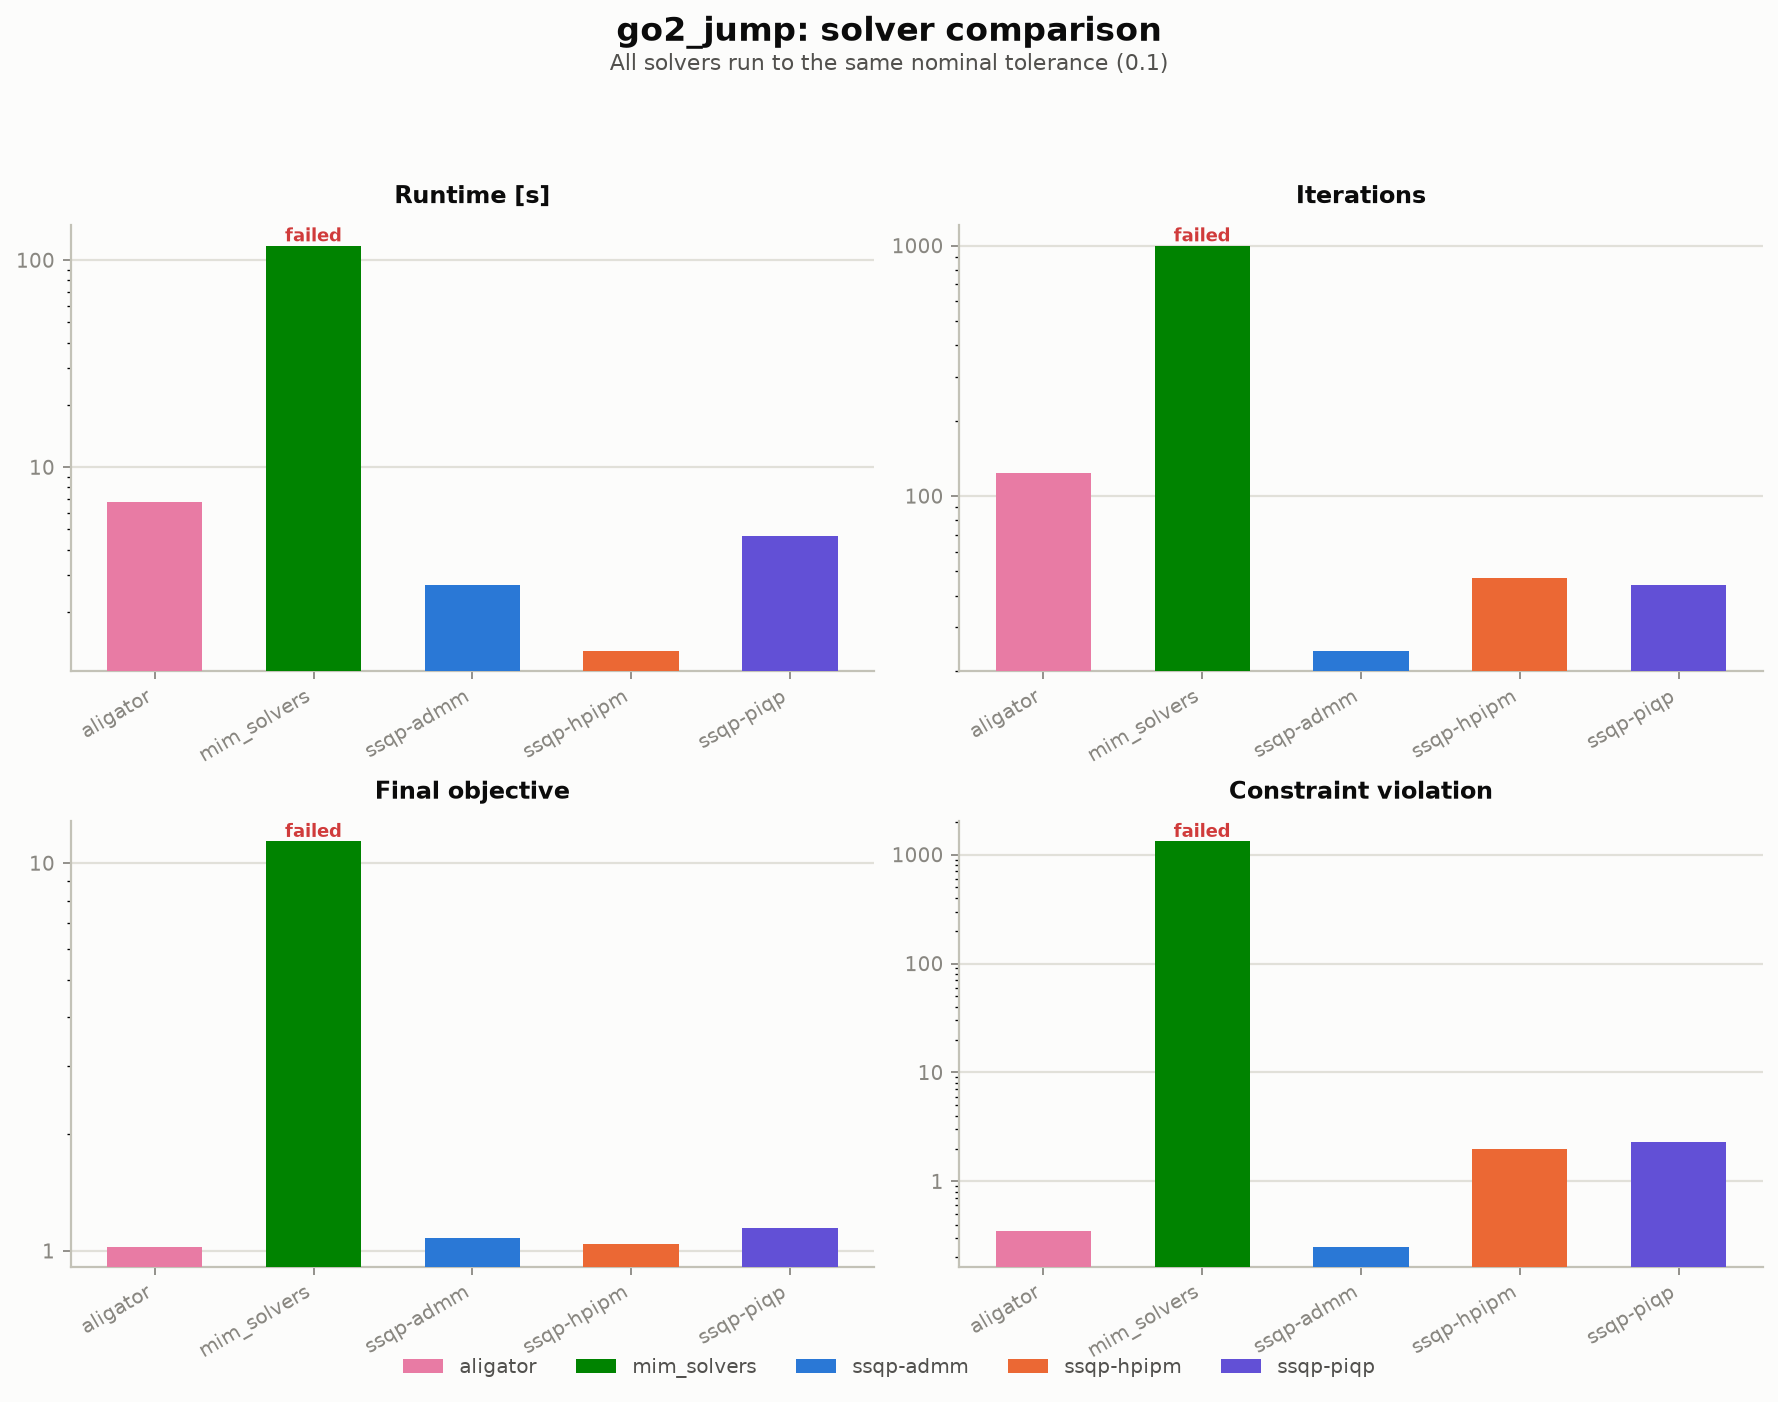 go2_jump: solver comparison
All solvers run to the same nominal tolerance (0.1)
Runtime [s]
failed
100
10
aligator
mim_solvers
ssqp-admm
ssqp-hpipm
ssqp-piqp
Iterations
failed
1000
100
aligator
mim_solvers
ssqp-admm
ssqp-hpipm
ssqp-piqp
Final objective
failed
10
1
aligator
mim_solvers
ssqp-admm
ssqp-hpipm
ssqp-piqp
Constraint violation
failed
1000
100
10
1
aligator
mim_solvers
ssqp-admm
ssqp-hpipm
ssqp-piqp
aligator mim_solvers ssqp-admm ssqp-hpipm ssqp-piqp